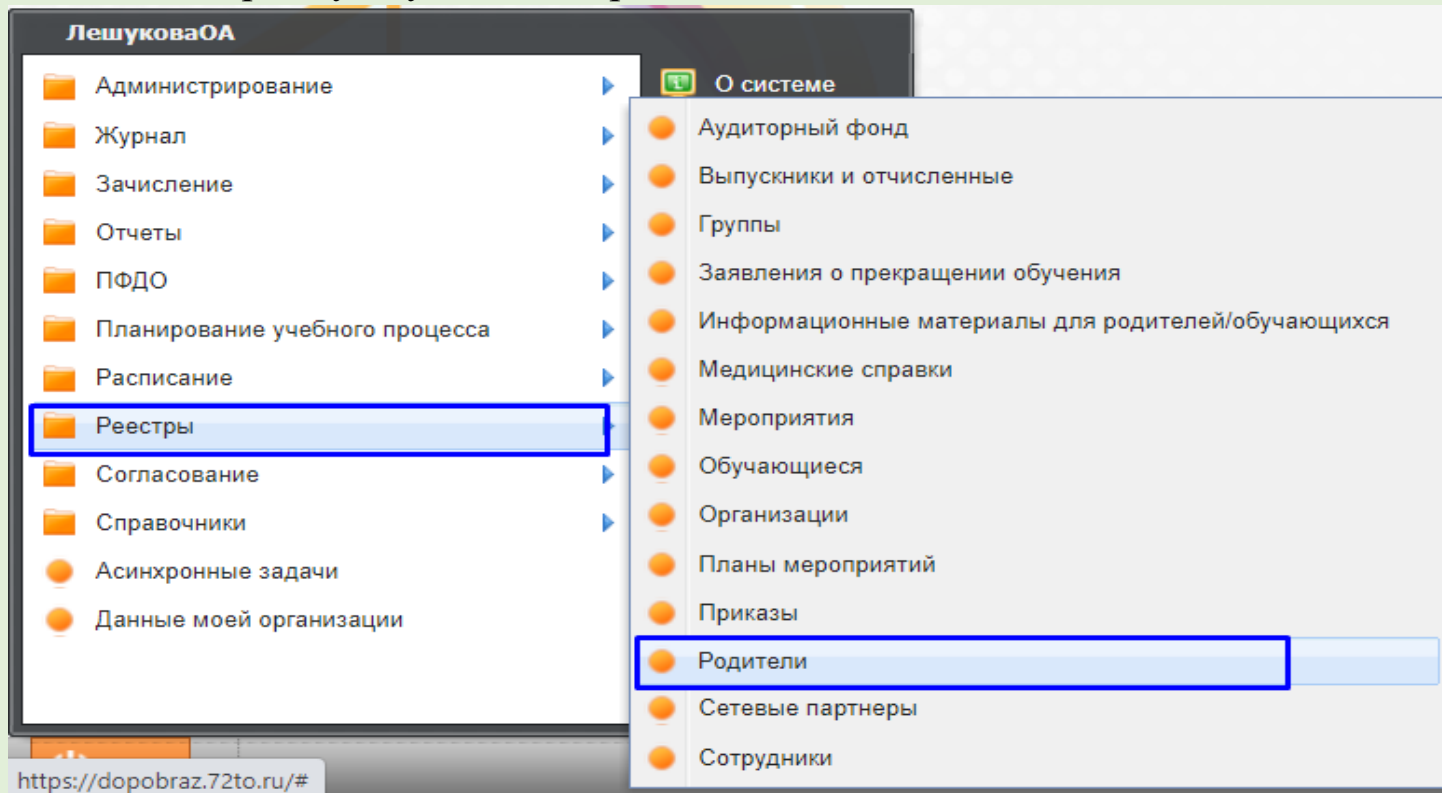 ЛешуковаОА
Администрирование
Журнал
Зачисление
Отчеты
ПФДО
Планирование учебного процесса
Расписание
Реестры
Согласование
Справочники
Асинхронные задачи
Данные моей организации
О системе
Аудиторный фонд
Выпускники и отчисленные
Группы
Заявления о прекращении обучения
Информационные материалы для родителей/обучающихся
Медицинские справки
Мероприятия
Обучающиеся
Организации
Планы мероприятий
Приказы
Родители
Сетевые партнеры
Сотрудники
https://dopobraz.72to.ru/#